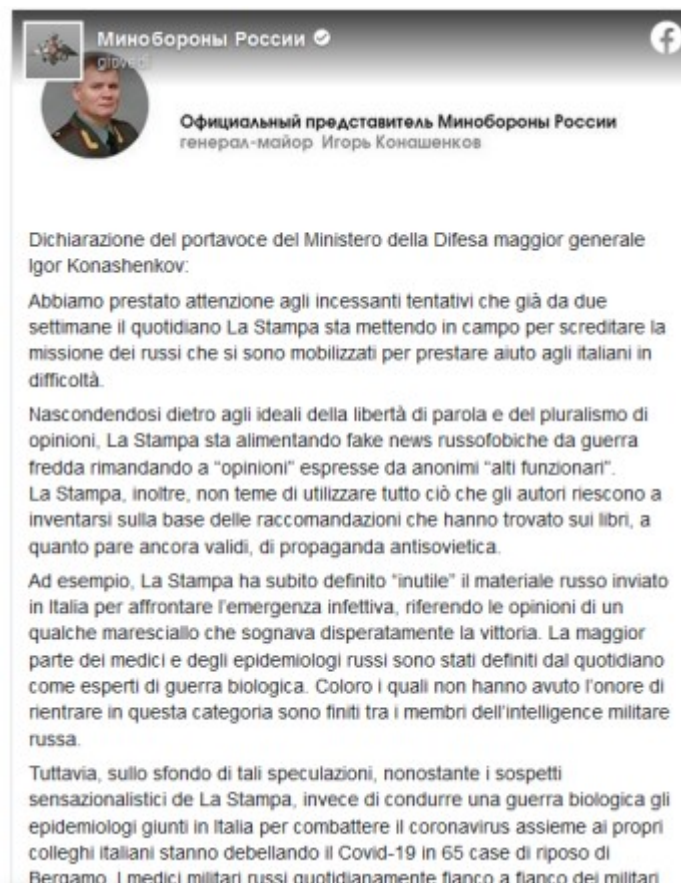 Минобороны России
giovedì
Официальный представитель Минобороны России
генерал-майор Игорь Конашенков
Dichiarazione del portavoce del Ministero della Difesa maggior generale
Igor Konashenkov:
Abbiamo prestato attenzione agli incessanti tentativi che già da due
settimane il quotidiano La Stampa sta mettendo in campo per screditare la
missione dei russi che si sono mobilizzati per prestare aiuto agli italiani in
difficoltà.
Nascondendosi dietro agli ideali della libertà di parola e del pluralismo di
opinioni, La Stampa sta alimentando fake news russofobiche da guerra
fredda rimandando a “opinioni” espresse da anonimi “alti funzionari”.
La Stampa, inoltre, non teme di utilizzare tutto ciò che gli autori riescono a
inventarsi sulla base delle raccomandazioni che hanno trovato sui libri, a
quanto pare ancora validi, di propaganda antisovietica.
Ad esempio, La Stampa ha subito definito “inutile” il materiale russo inviato
in Italia per affrontare l’emergenza infettiva, riferendo le opinioni di un
qualche maresciallo che sognava disperatamente la vittoria. La maggior
parte dei medici e degli epidemiologi russi sono stati definiti dal quotidiano
come esperti di guerra biologica. Coloro i quali non hanno avuto l’onore di
rientrare in questa categoria sono finiti tra i membri dell’intelligence militare
russa.
Tuttavia, sullo sfondo di tali speculazioni, nonostante i sospetti
sensazionalistici de La Stampa, invece di condurre una guerra biologica gli
epidemiologi giunti in Italia per combattere il coronavirus assieme ai propri
colleghi italiani stanno debellando il Covid-19 in 65 case di riposo di
Bergamo. I medici militari russi quotidianamente fianco a fianco dei militari